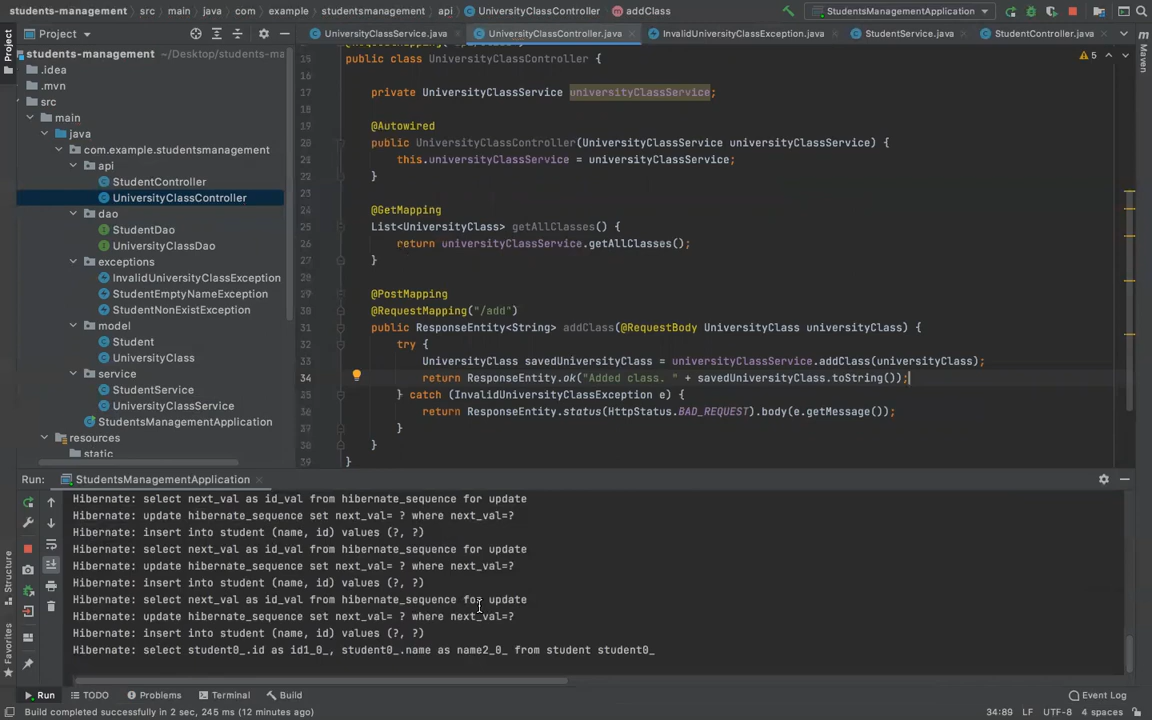 students-management 〉 src 〉 main 〉 java 〉 com 〉 example 〉 studentsmanagement 〉 api 〉 UniversityClassController 〉 addClass
StudentsManagementApplication
Project
UniversityClassService.java
UniversityClassController.java
InvalidUniversityClassException.java
StudentService.java
StudentController.java
Project
Maven
students-management ~/Desktop/students-ma
.idea
.mvn
src
main
java
com.example.studentsmanagement
api
StudentController
UniversityClassController
dao
StudentDao
UniversityClassDao
exceptions
InvalidUniversityClassException
StudentEmptyNameException
StudentNonExistException
model
Student
UniversityClass
service
StudentService
UniversityClassService
StudentsManagementApplication
resources
static
5
15 public class UniversityClassController {
16
17 private UniversityClassService universityClassService;
18
19 @Autowired
20 public UniversityClassController(UniversityClassService universityClassService) {
21 this.universityClassService = universityClassService;
22 }
23
24 @GetMapping
25 List<UniversityClass> getAllClasses() {
26 return universityClassService.getAllClasses();
27 }
28
29 @PostMapping
30 @RequestMapping("/add")
31 public ResponseEntity<String> addClass(@RequestBody UniversityClass universityClass) {
32 try {
33 UniversityClass savedUniversityClass = universityClassService.addClass(universityClass);
34 return ResponseEntity.ok("Added class. " + savedUniversityClass.toString());
35 } catch (InvalidUniversityClassException e) {
36 return ResponseEntity.status(HttpStatus.BAD_REQUEST).body(e.getMessage());
37 }
38 }
39 }
Run: StudentsManagementApplication
Hibernate: select next_val as id_val from hibernate_sequence for update
Hibernate: update hibernate_sequence set next_val= ? where next_val=?
Hibernate: insert into student (name, id) values (?, ?)
Hibernate: select next_val as id_val from hibernate_sequence for update
Hibernate: update hibernate_sequence set next_val= ? where next_val=?
Hibernate: insert into student (name, id) values (?, ?)
Hibernate: select next_val as id_val from hibernate_sequence for update
Hibernate: update hibernate_sequence set next_val= ? where next_val=?
Hibernate: insert into student (name, id) values (?, ?)
Hibernate: select student0_.id as id1_0_, student0_.name as name2_0_ from student student0_
Structure
Favorites
Run TODO Problems Terminal Build Event Log
Build completed successfully in 2 sec, 245 ms (12 minutes ago) 34:89 LF UTF-8 4 spaces